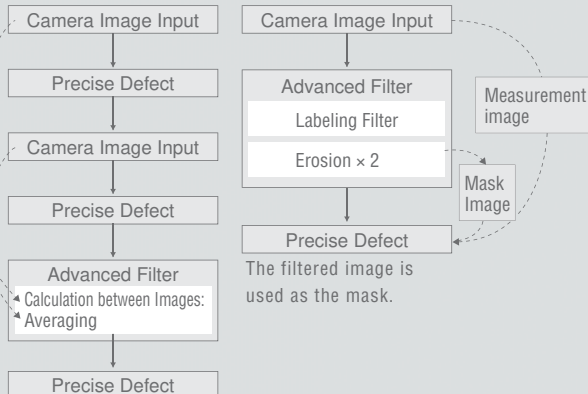 Camera Image Input
Precise Defect
Camera Image Input
Precise Defect
Advanced Filter
Calculation between Images:
Averaging
Precise Defect
Camera Image Input
Advanced Filter
Labeling Filter
Erosion × 2
Measurement
image
Mask
Image
Precise Defect
The filtered image is
used as the mask.